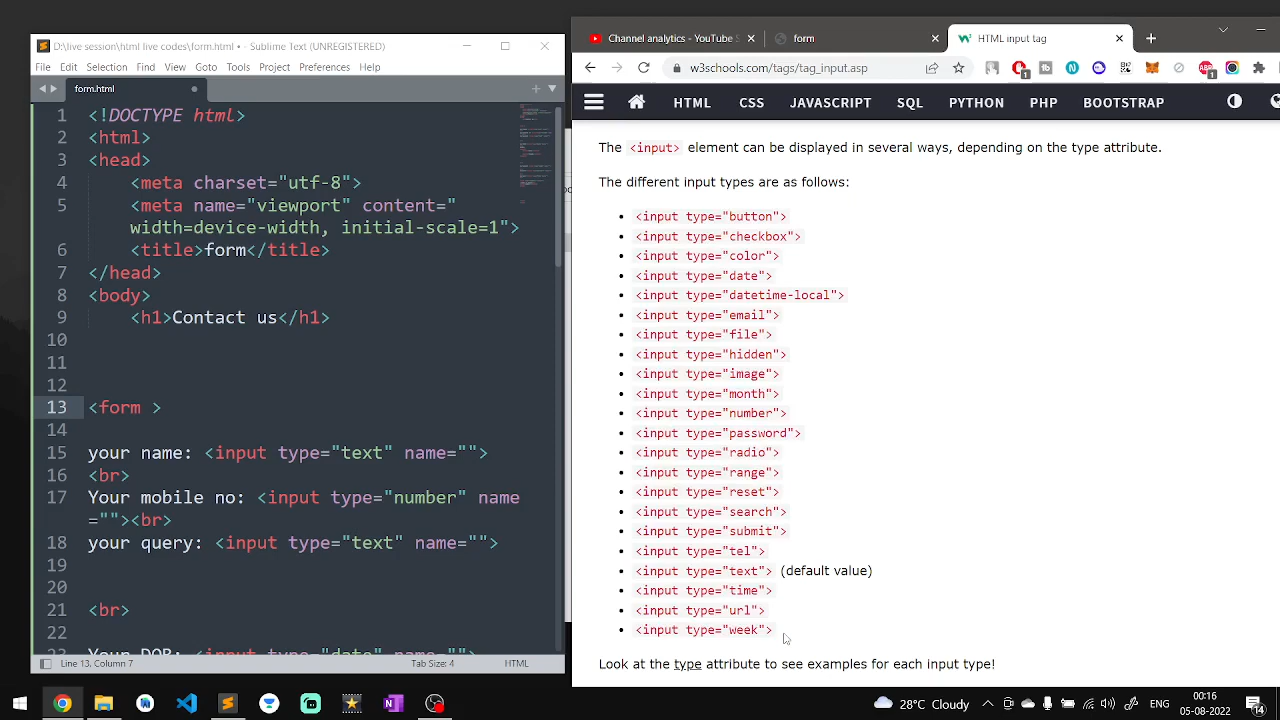 D:\live session\html live codes\form.html • - Sublime Text (UNREGISTERED)
File Edit Selection Find View Goto Tools Project Preferences Help
form.html
1 <!DOCTYPE html>
2 <html>
3 <head>
4 <meta charset="utf-8">
5 <meta name="viewport" content="
width=device-width, initial-scale=1">
6 <title>form</title>
7 </head>
8 <body>
9 <h1>Contact us</h1>
10
11
12
13 <form >
14
15 your name: <input type="text" name="">
16 <br>
17 Your mobile no: <input type="number" name
=""><br>
18 your query: <input type="text" name="">
19
20
21 <br>
22
23 Your DOB: <input type="date" name="">
Line 13, Column 7 Tab Size: 4 HTML
Channel analytics - YouTube S form HTML input tag
w3schools.com/tags/tag_input.asp
HTML CSS JAVASCRIPT SQL PYTHON PHP BOOTSTRAP
The <input> element can be displayed in several ways, depending on the type attribute.
The different input types are as follows:
<input type="button">
<input type="checkbox">
<input type="color">
<input type="date">
<input type="datetime-local">
<input type="email">
<input type="file">
<input type="hidden">
<input type="image">
<input type="month">
<input type="number">
<input type="password">
<input type="radio">
<input type="range">
<input type="reset">
<input type="search">
<input type="submit">
<input type="tel">
<input type="text"> (default value)
<input type="time">
<input type="url">
<input type="week">
Look at the type attribute to see examples for each input type!
28°C Cloudy ENG 00:16
05-08-2022